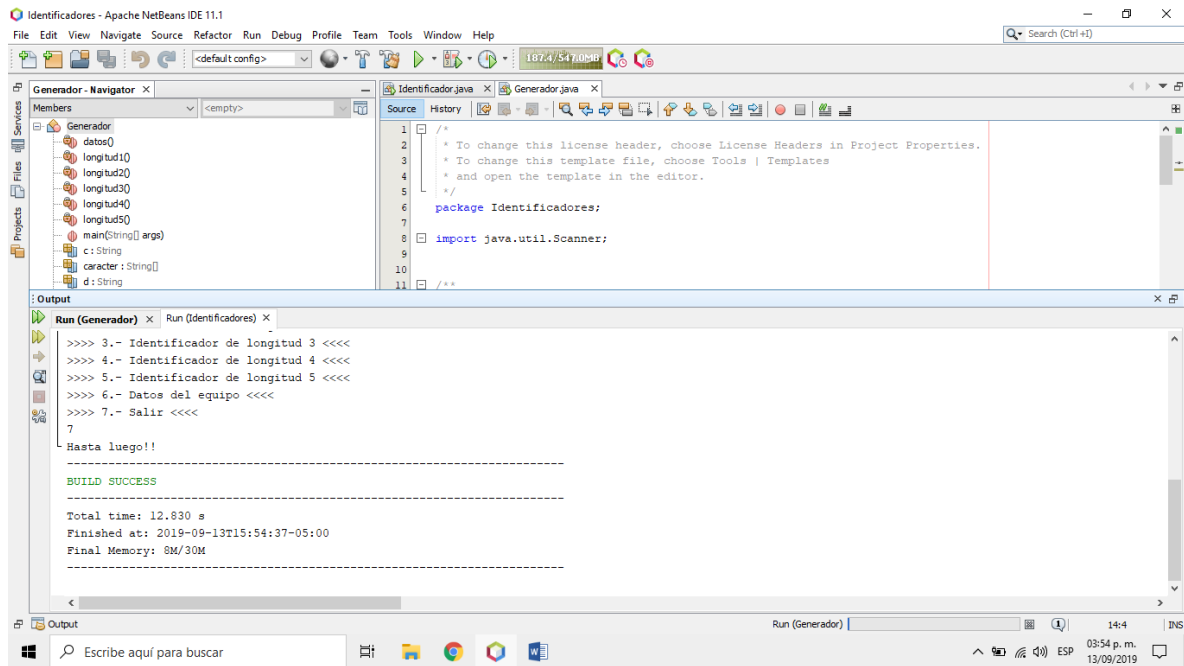 Identificadores - Apache NetBeans IDE 11.1
File Edit View Navigate Source Refactor Run Debug Profile Team Tools Window Help
Search (Ctrl+I)
<default config>
187.4/547.0MB
Generador - Navigator
Identificador.java
Generador.java
Members
<empty>
Source
History
Services
Files
Projects
Generador
datos()
longitud1()
longitud2()
longitud3()
longitud4()
longitud5()
main(String[] args)
c : String
caracter : String[]
d : String
1 /*
2 * To change this license header, choose License Headers in Project Properties.
3 * To change this template file, choose Tools | Templates
4 * and open the template in the editor.
5 */
6 package Identificadores;
7
8 import java.util.Scanner;
9
10
11 /**
Output
Run (Generador)
Run (Identificadores)
>>>> 3.- Identificador de longitud 3 <<<<
>>>> 4.- Identificador de longitud 4 <<<<
>>>> 5.- Identificador de longitud 5 <<<<
>>>> 6.- Datos del equipo <<<<
>>>> 7.- Salir <<<<
7
Hasta luego!!
------------------------------------------------------------------------
BUILD SUCCESS
------------------------------------------------------------------------
Total time: 12.830 s
Finished at: 2019-09-13T15:54:37-05:00
Final Memory: 8M/30M
------------------------------------------------------------------------
Output
Run (Generador)
1
14:4
INS
Escribe aquí para buscar
ESP
03:54 p. m.
13/09/2019